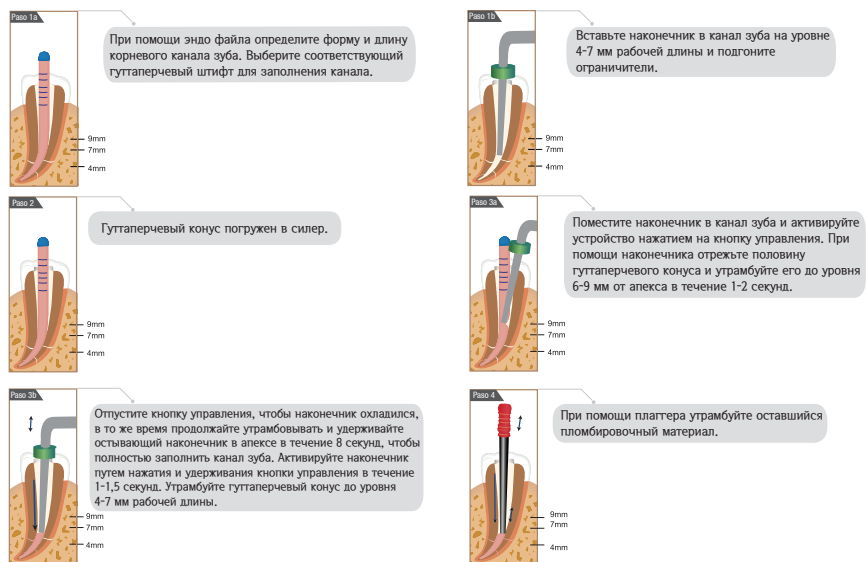 Paso 1a
При помощи эндо файла определите форму и длину
корневого канала зуба. Выберите соответствующий
гуттаперчевый штифт для заполнения канала.
9mm
7mm
4mm
Paso 1b
Вставьте наконечник в канал зуба на уровне
4-7 мм рабочей длины и подгоните
ограничители.
9mm
7mm
4mm
Paso 2
Гуттаперчевый конус погружен в силер.
9mm
7mm
4mm
Paso 3a
Поместите наконечник в канал зуба и активируйте
устройство нажатием на кнопку управления. При
помощи наконечника отрежьте половину
гуттаперчевого конуса и утрамбуйте его до уровня
6-9 мм от апекса в течение 1-2 секунд.
9mm
7mm
4mm
Paso 3b
Отпустите кнопку управления, чтобы наконечник охладился,
в то же время продолжайте утрамбовывать и удерживайте
остывающий наконечник в апексе в течение 8 секунд, чтобы
полностью заполнить канал зуба. Активируйте наконечник
путем нажатия и удерживания кнопки управления в течение
1-1,5 секунд. Утрамбуйте гуттаперчевый конус до уровня
4-7 мм рабочей длины.
9mm
7mm
4mm
Paso 4
При помощи плаггера утрамбуйте оставшийся
пломбировочный материал.
9mm
7mm
4mm